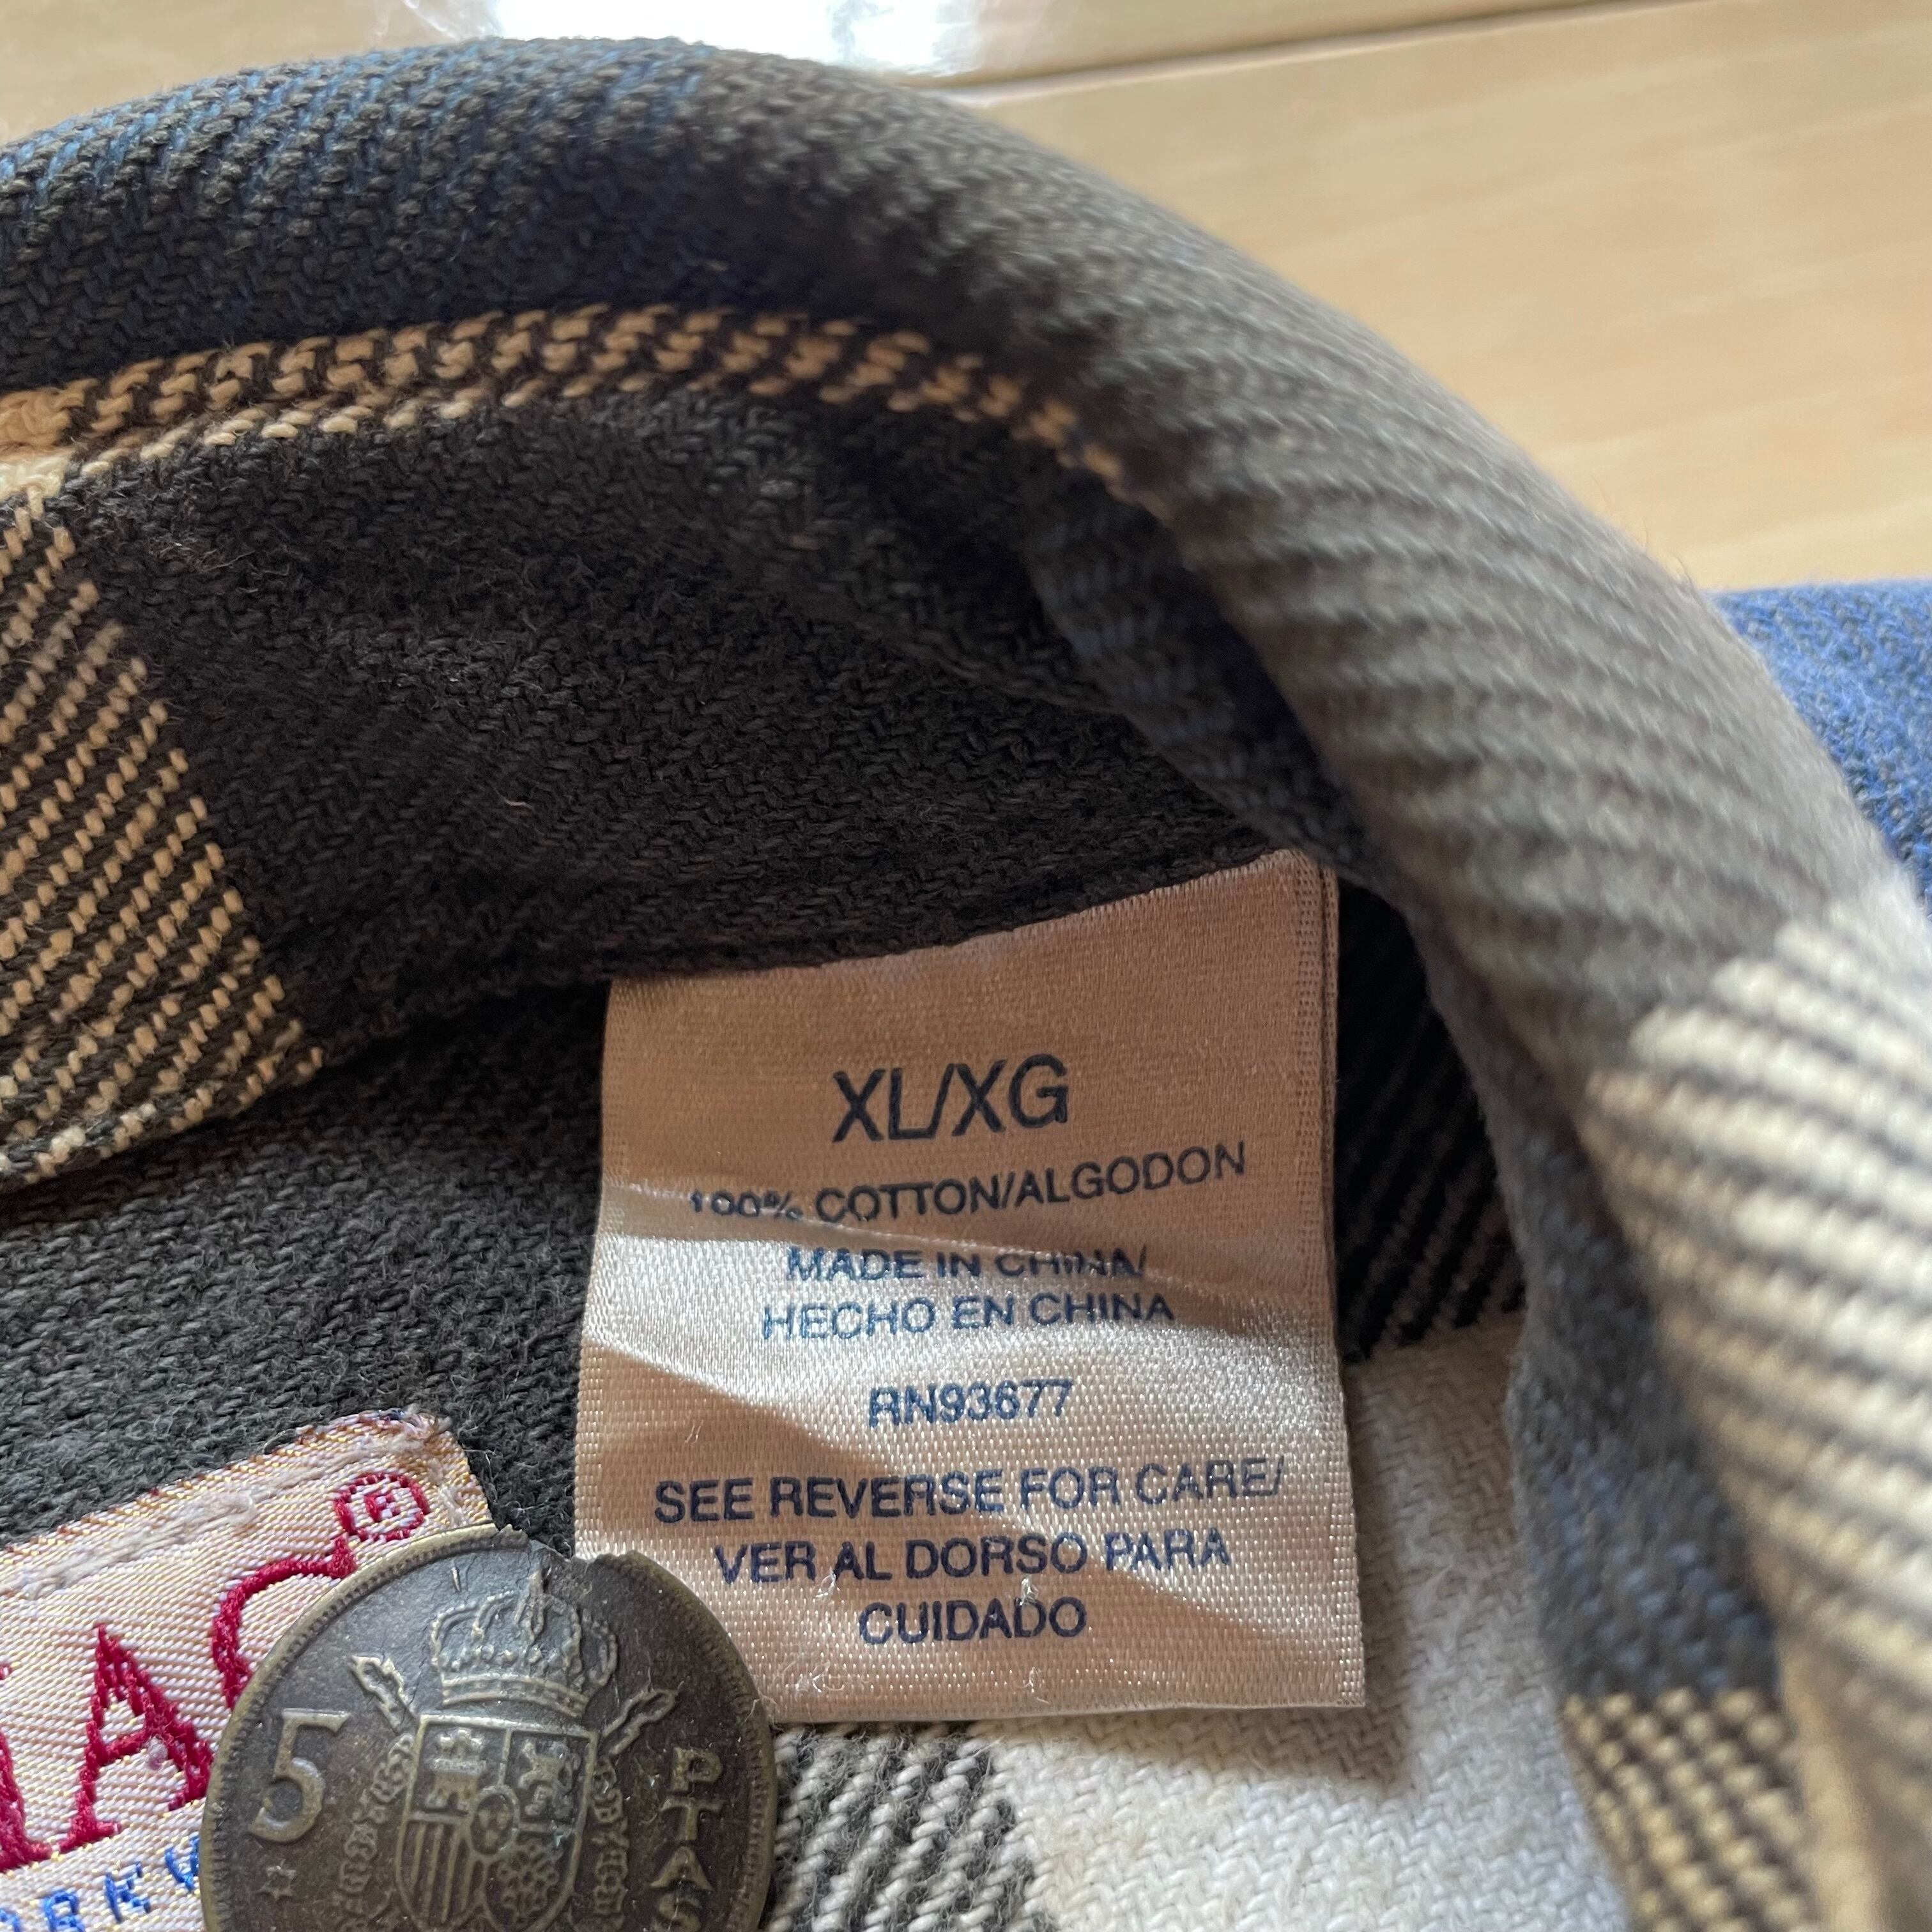 XL/XG
100% COTTON/ALGODON
MADE IN CHINA/
HECHO EN CHINA
RN93677
SEE REVERSE FOR CARE/
VER AL DORSO PARA
CUIDADO
®
5
PTAS